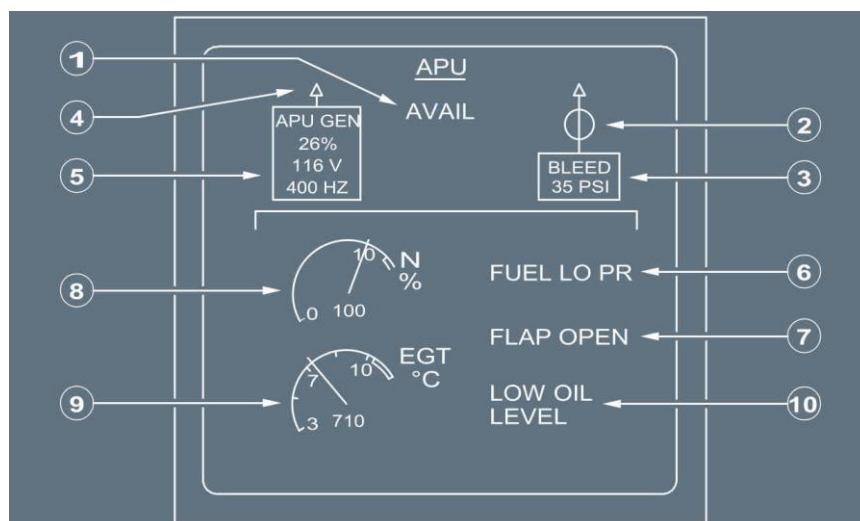 1
APU
4
AVAIL
2
APU GEN
26%
116 V
400 HZ
5
BLEED
35 PSI
3
10
N
%
0
100
8
FUEL LO PR
6
FLAP OPEN
7
EGT
°C
7
10
3
710
9
LOW OIL
LEVEL
10